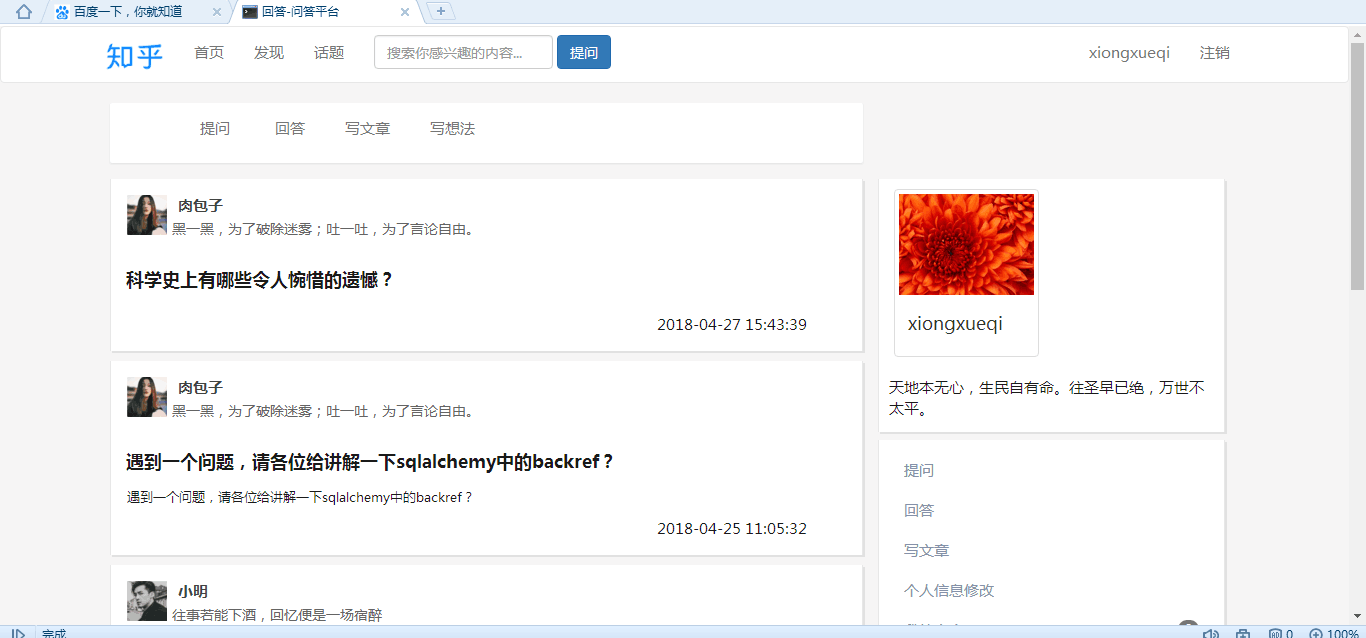 百度一下，你就知道
回答-问答平台
知乎 首页 发现 话题 搜索你感兴趣的内容... 提问 xiongxueqi 注销
提问 回答 写文章 写想法
肉包子
黑一黑，为了破除迷雾；吐一吐，为了言论自由。
科学史上有哪些令人惋惜的遗憾？
2018-04-27 15:43:39
肉包子
黑一黑，为了破除迷雾；吐一吐，为了言论自由。
遇到一个问题，请各位给讲解一下sqlalchemy中的backref？
遇到一个问题，请各位给讲解一下sqlalchemy中的backref？
2018-04-25 11:05:32
小明
往事若能下酒，回忆便是一场宿醉
xiongxueqi
天地本无心，生民自有命。往圣早已绝，万世不
太平。
提问
回答
写文章
个人信息修改
完成
0
100%